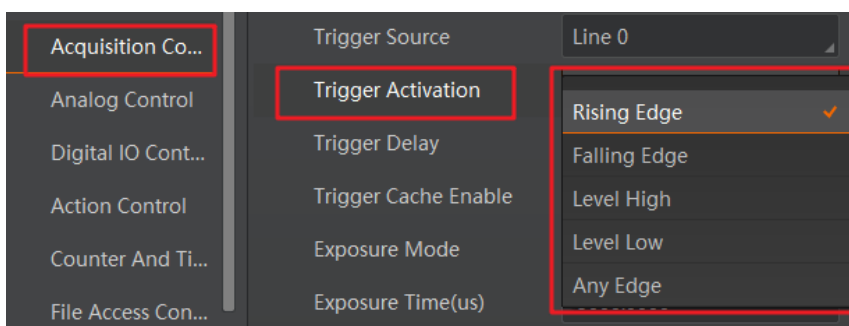 Acquisition Co...
Analog Control
Digital IO Cont...
Action Control
Counter And Ti...
File Access Con...
Trigger Source
Line 0
Trigger Activation
Trigger Delay
Trigger Cache Enable
Exposure Mode
Exposure Time(us)
Rising Edge
Falling Edge
Level High
Level Low
Any Edge